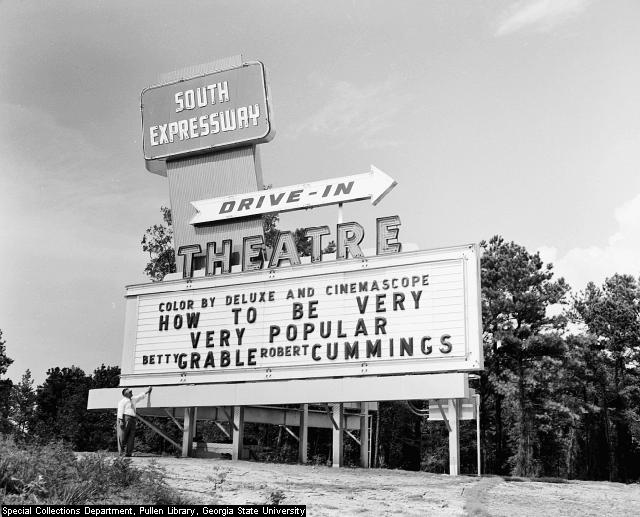 SOUTH
EXPRESSWAY
DRIVE-IN
THEATRE
COLOR BY DELUXE AND CINEMASCOPE
HOW TO BE VERY
VERY POPULAR
BETTY GRABLE ROBERT CUMMINGS
Special Collections Department, Pullen Library, Georgia State University